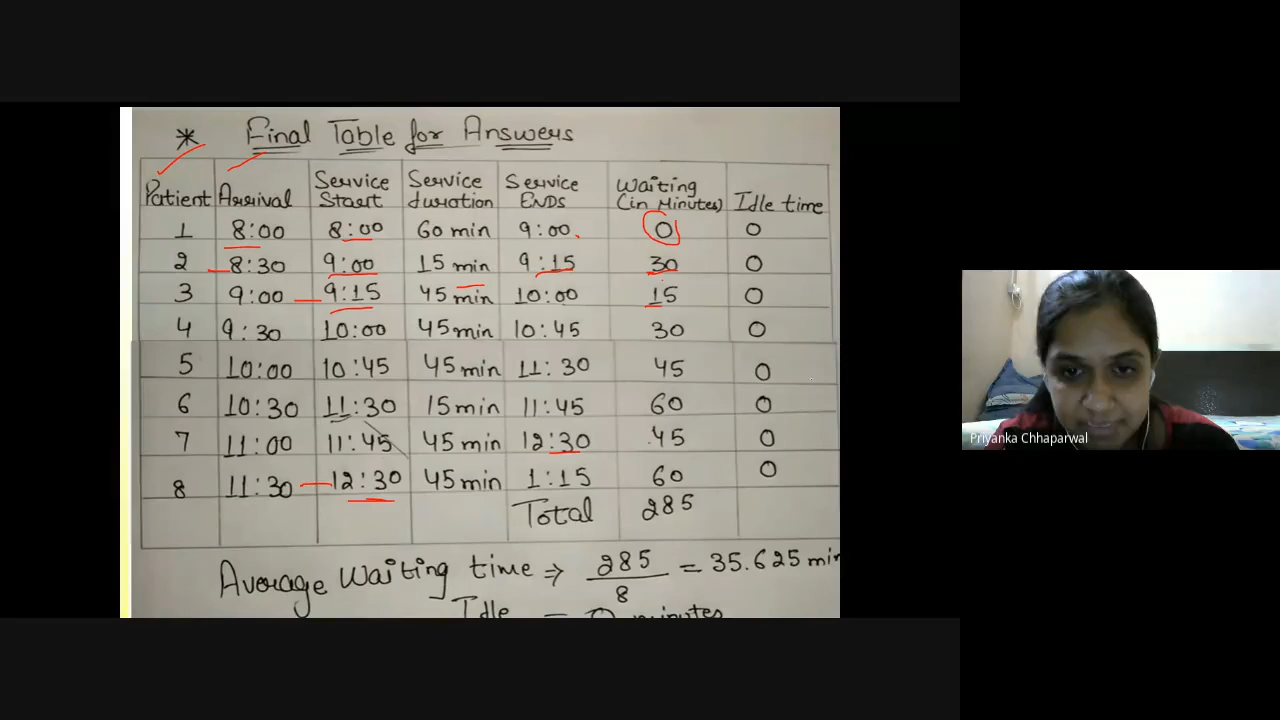 * Final Table for Answers
Patient Arrival Service Start Service duration Service ENDS Waiting (in Minutes) Idle time
1 8:00 8:00 60 min 9:00 0 0
2 8:30 9:00 15 min 9:15 30 0
3 9:00 9:15 45 min 10:00 15 0
4 9:30 10:00 45 min 10:45 30 0
5 10:00 10:45 45 min 11:30 45 0
6 10:30 11:30 15 min 11:45 60 0
7 11:00 11:45 45 min 12:30 45 0
8 11:30 12:30 45 min 1:15 60 0
Total 285
Average Waiting time ⇒ 285/8 = 35.625 min
Idle = 0 minutes
Priyanka Chhaparwal